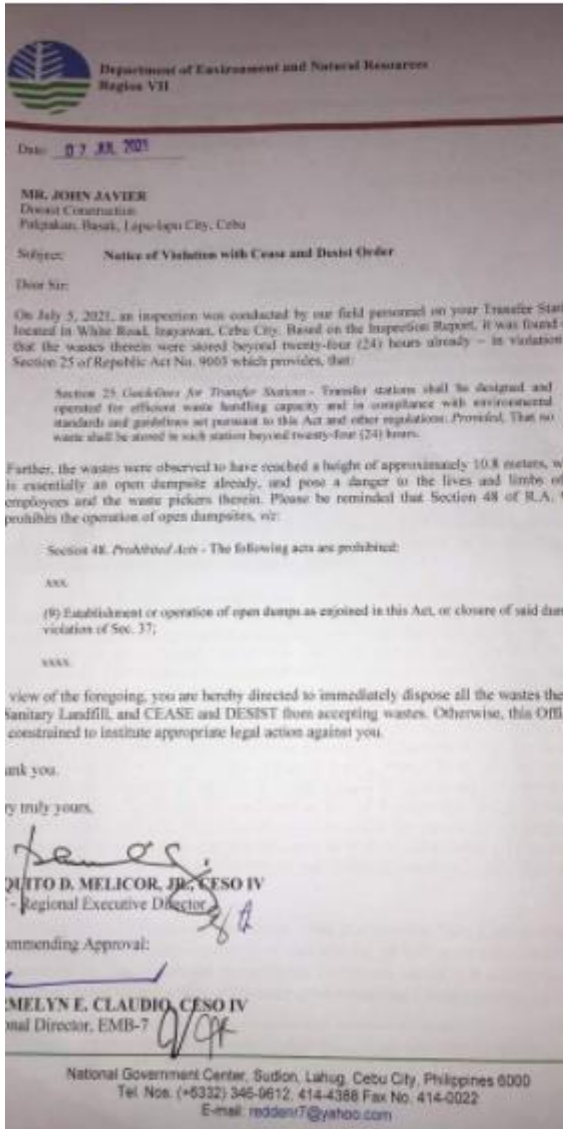 Department of Environment and Natural Resources
Region VII
Date: 07 JUL 2021
MR. JOHN JAVIER
Construction
Basak, Lapu-lapu City, Cebu
Subject: Notice of Violation with Cease and Desist Order
Dear Sir:
On July 5, 2021, an inspection was conducted by our field personnel on your Transfer Stati
located in White Road, Inayawan, Cebu City. Based on the Inspection Report, it was found
that the wastes therein were stored beyond twenty-four (24) hours already – in violation
Section 25 of Republic Act No. 9003 which provides, that:
Section 25 Guidelines for Transfer Stations - Transfer stations shall be designed and
operated for efficient waste handling capacity and in compliance with environmental
standards and guidelines set pursuant to this Act and other regulations: Provided, That no
waste shall be stored in such station beyond twenty-four (24) hours.
Further, the wastes were observed to have reached a height of approximately 10.8 meters, w
is essentially an open dumpsite already, and pose a danger to the lives and limbs of
employees and the waste pickers therein. Please be reminded that Section 48 of R.A.
prohibits the operation of open dumpsites, viz:
Section 48. Prohibited Acts - The following acts are prohibited:
xxx
(9) Establishment or operation of open dumps as enjoined in this Act, or closure of said dum
violation of Sec. 37;
xxxx
view of the foregoing, you are hereby directed to immediately dispose all the wastes the
Sanitary Landfill, and CEASE and DESIST from accepting wastes. Otherwise, this Offi
constrained to institute appropriate legal action against you.
ank you.
ry truly yours,
QUITO D. MELICOR, JR., CESO IV
- Regional Executive Director
ommending Approval:
MELYN E. CLAUDIO, CESO IV
onal Director, EMB-7
National Government Center, Sudlon, Lahug, Cebu City, Philippines 6000
Tel. Nos. (+6332) 346-9612, 414-4388 Fax No. 414-0022
E-mail: reddenr7@yahoo.com